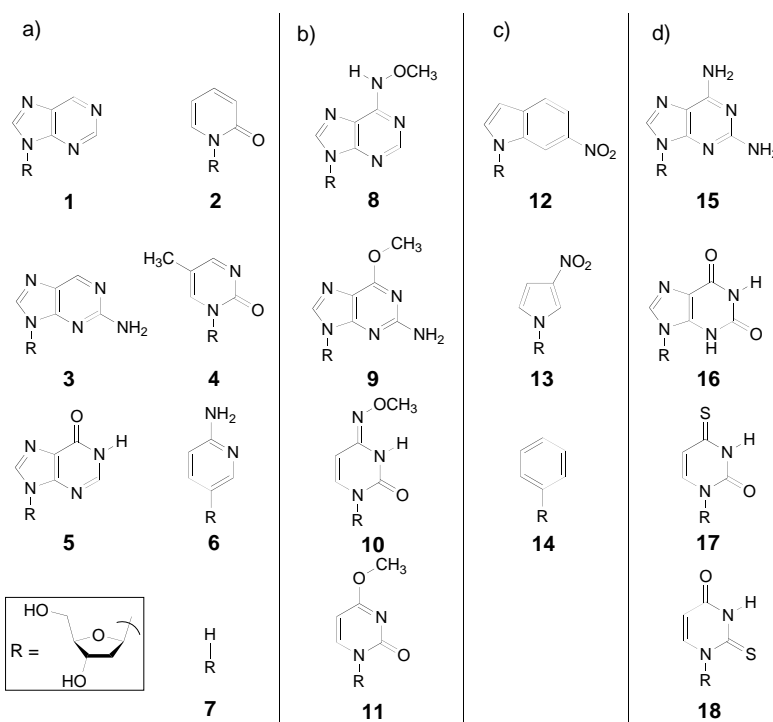 a)
b)
c)
d)
N
N
N
N
R
1
N
O
R
2
H
N
OCH3
N
N
N
N
R
8
N
R
NO2
12
NH2
N
N
N
N
NH2
R
15
N
N
N
N
NH2
R
3
H3C
N
N
O
R
4
O
CH3
N
N
N
N
NH2
R
9
NO2
N
R
13
O
N
N
H
N
N
H
O
R
16
O
N
N
H
N
N
R
5
NH2
N
R
6
N
OCH3
N
H
N
O
R
10
R
14
S
N
H
N
O
R
17
R =
HO
O
HO
H
R
7
O
CH3
N
N
O
R
11
O
N
H
N
S
R
18